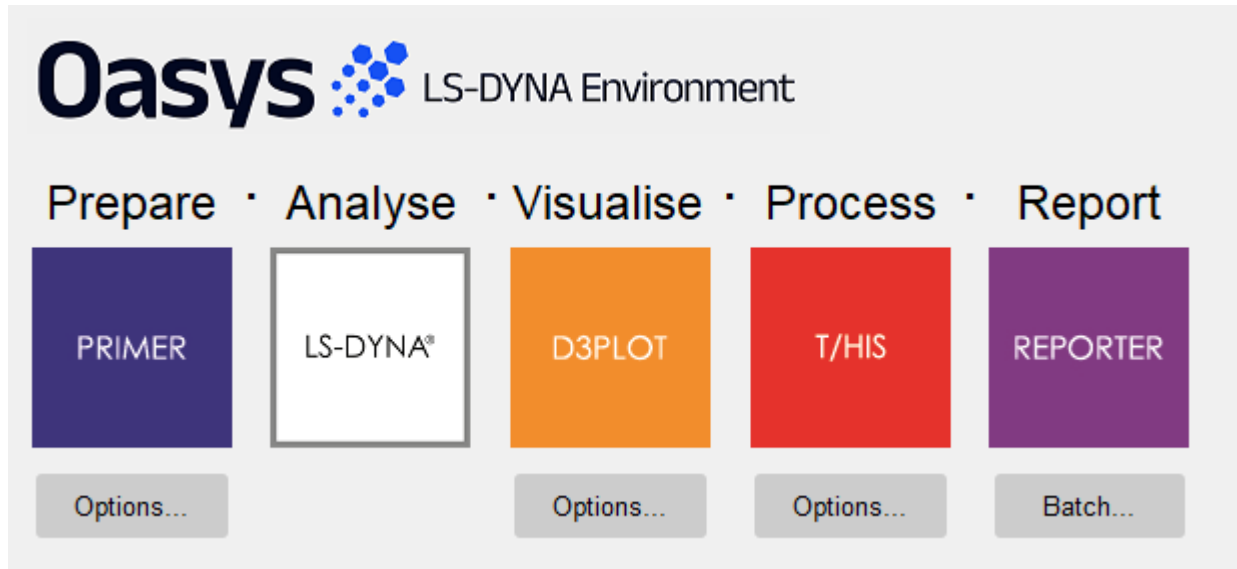 Oasys LS-DYNA Environment
Prepare · Analyse · Visualise · Process · Report
PRIMER LS-DYNA® D3PLOT T/HIS REPORTER
Options... Options... Options... Batch...